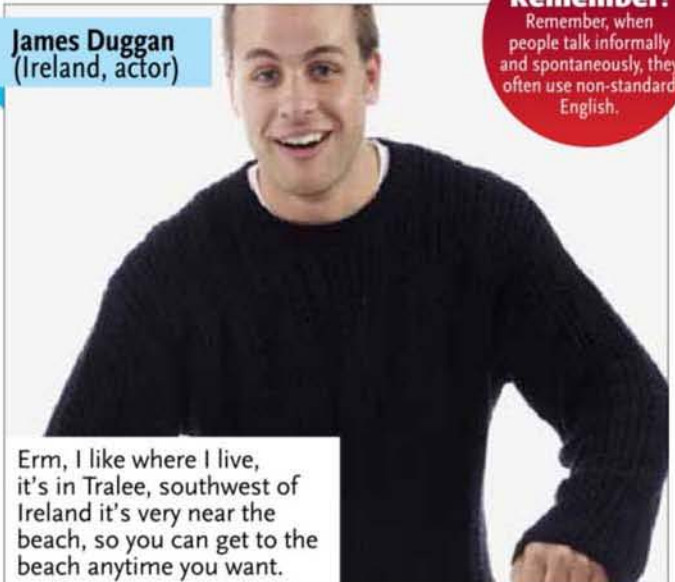 James Duggan
(Ireland, actor)
Remember!
Remember, when
people talk informally
and spontaneously, they
often use non-standard
English.
Erm, I like where I live,
it's in Tralee, southwest of
Ireland it's very near the
beach, so you can get to the
beach anytime you want.